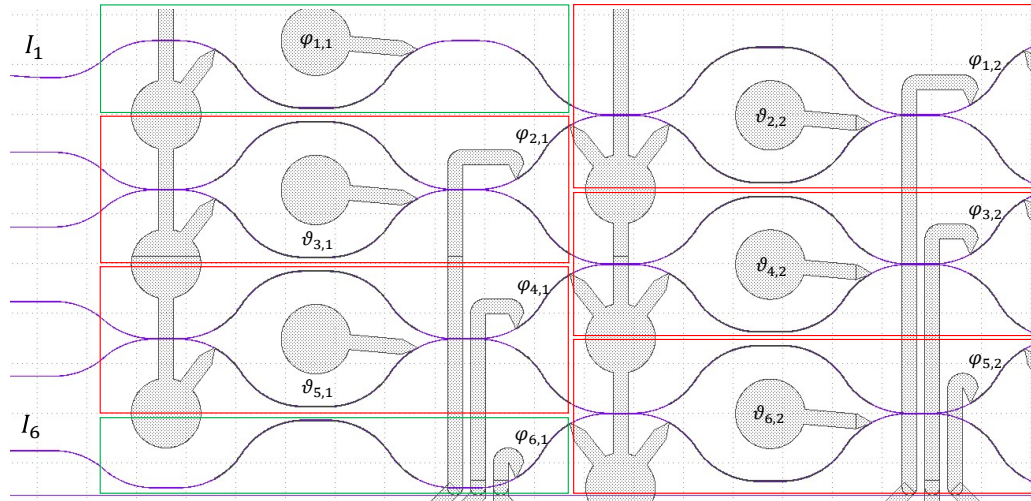 I₁
φ₁,₁
φ₁,₂
ϑ₂,₂
φ₂,₁
ϑ₃,₁
φ₃,₂
ϑ₄,₂
φ₄,₁
ϑ₅,₁
φ₅,₂
ϑ₆,₂
I₆
φ₆,₁